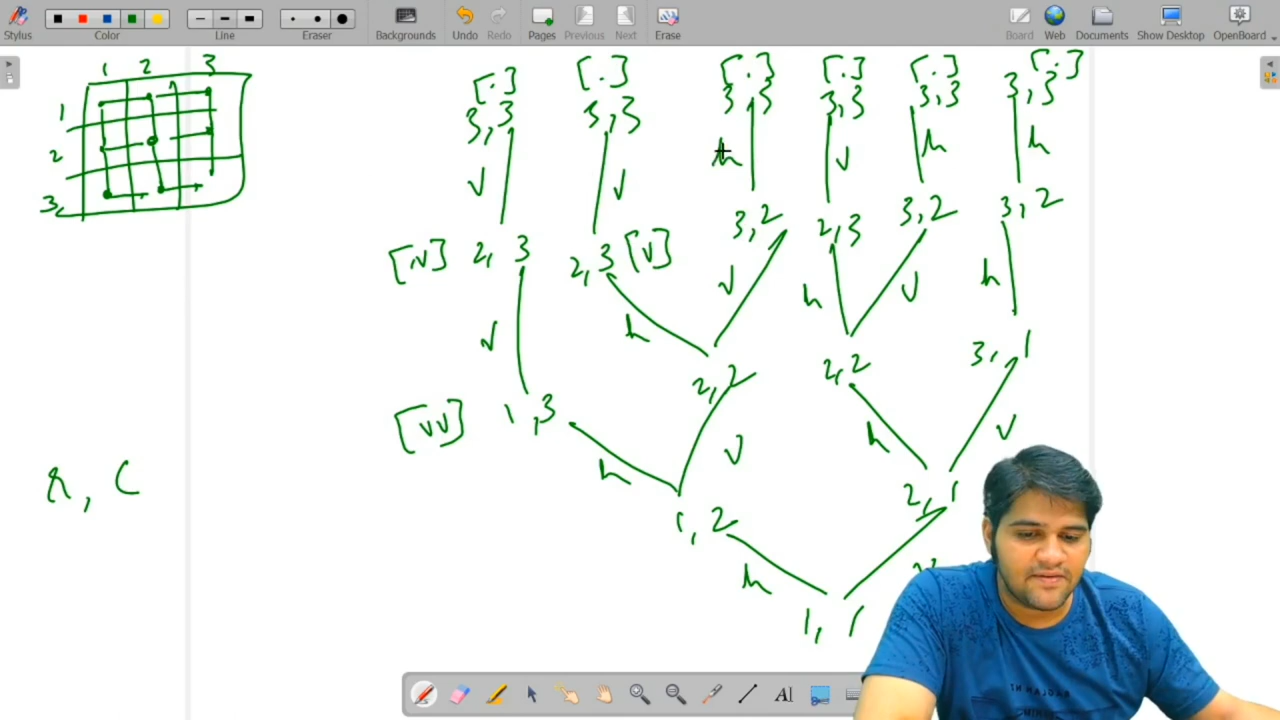 Stylus
Color
Line
Eraser
Backgrounds
Undo
Redo
Pages
Previous
Next
Erase
Board
Web
Documents
Show Desktop
OpenBoard
1 2 3
1
2
3
[.] [.] [.] [.] [.] [.]
3,3 3,3 3,3 3,3 3,3 3,3
v v h v h h
[v] 2,3 2,3 [v] 3,2 2,3 3,2 3,2
v h v h v h
[vv] 1,3 2,2 2,2 3,1
h v h v
1,2 2,1
h
1,1
r, c
AI